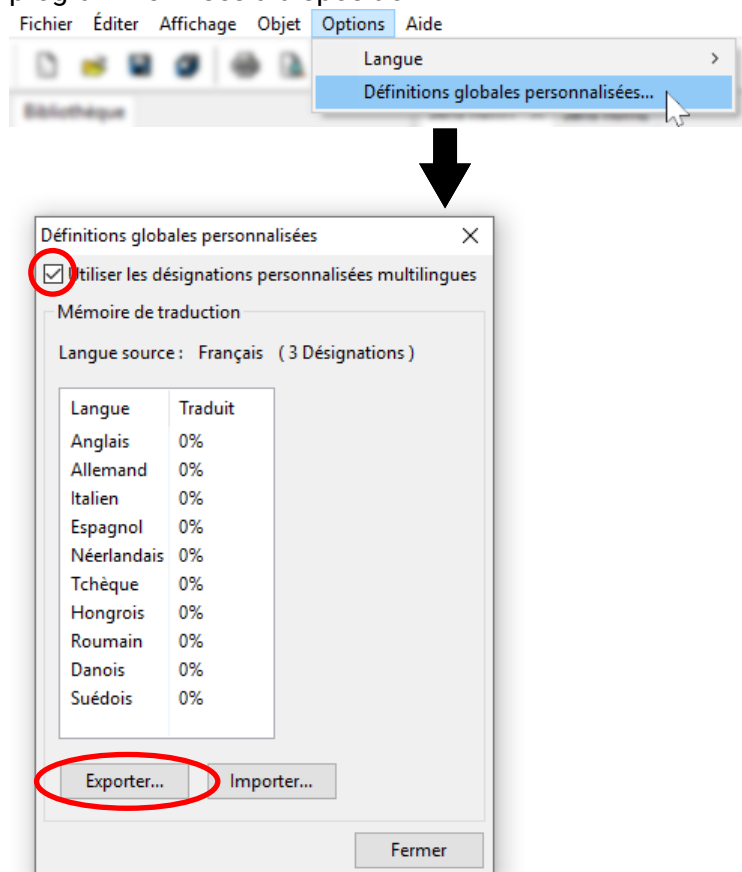 Fichier Éditer Affichage Objet Options Aide
Langue >
Définitions globales personnalisées...
Bibliothèque
Définitions globales personnalisées
Utiliser les désignations personnalisées multilingues
Mémoire de traduction
Langue source : Français ( 3 Désignations )
Langue Traduit
Anglais 0%
Allemand 0%
Italien 0%
Espagnol 0%
Néerlandais 0%
Tchèque 0%
Hongrois 0%
Roumain 0%
Danois 0%
Suédois 0%
Exporter... Importer...
Fermer